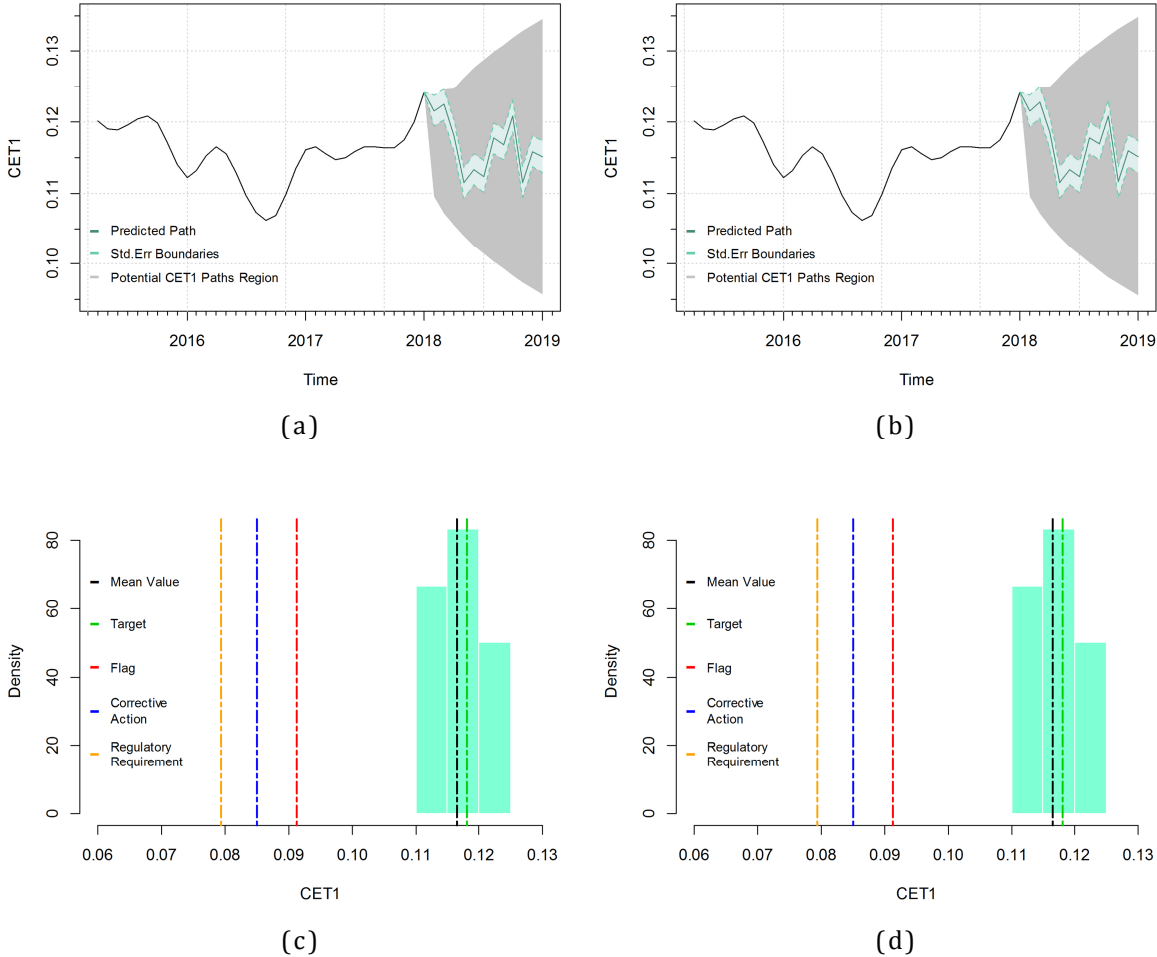 CET1
0.13
0.12
0.11
0.10
Predicted Path
Std.Err Boundaries
Potential CET1 Paths Region
2016 2017 2018 2019
Time
(a)
CET1
0.13
0.12
0.11
0.10
Predicted Path
Std.Err Boundaries
Potential CET1 Paths Region
2016 2017 2018 2019
Time
(b)
Density
80
60
40
20
0
Mean Value
Target
Flag
Corrective
Action
Regulatory
Requirement
0.06 0.07 0.08 0.09 0.10 0.11 0.12 0.13
CET1
(c)
Density
80
60
40
20
0
Mean Value
Target
Flag
Corrective
Action
Regulatory
Requirement
0.06 0.07 0.08 0.09 0.10 0.11 0.12 0.13
CET1
(d)